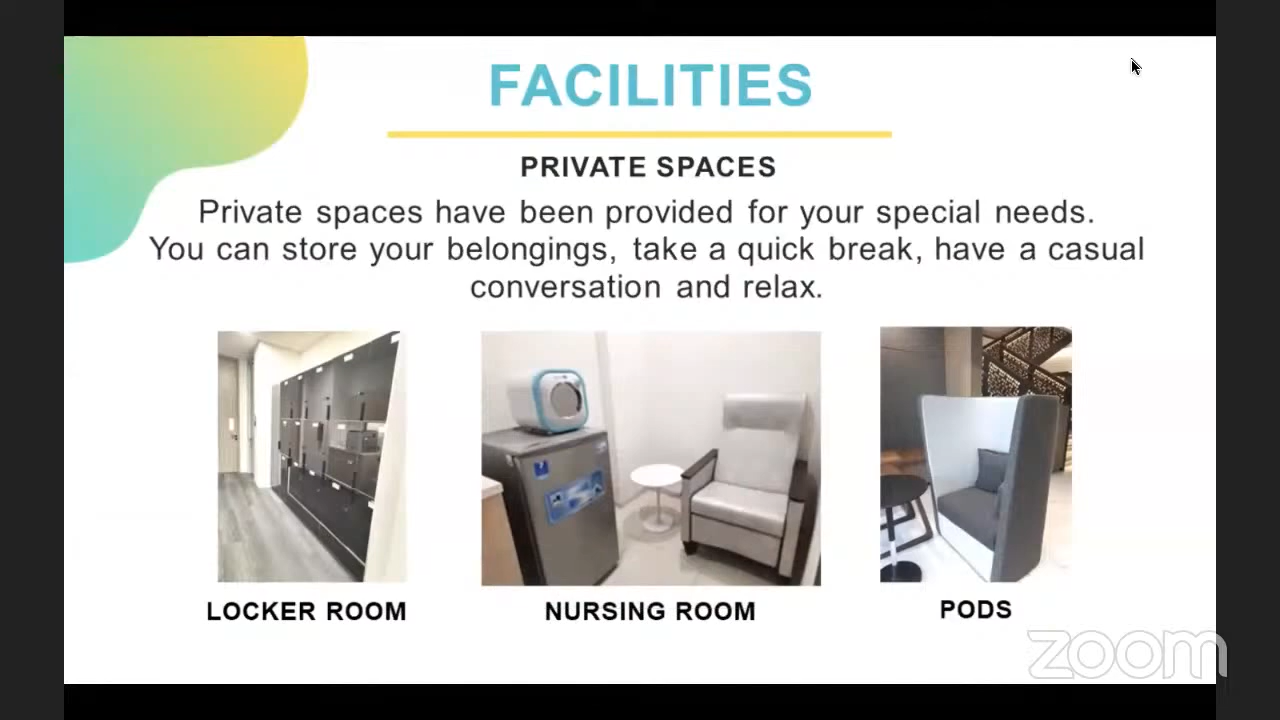 FACILITIES
PRIVATE SPACES
Private spaces have been provided for your special needs.
You can store your belongings, take a quick break, have a casual
conversation and relax.
LOCKER ROOM
NURSING ROOM
PODS
zoom